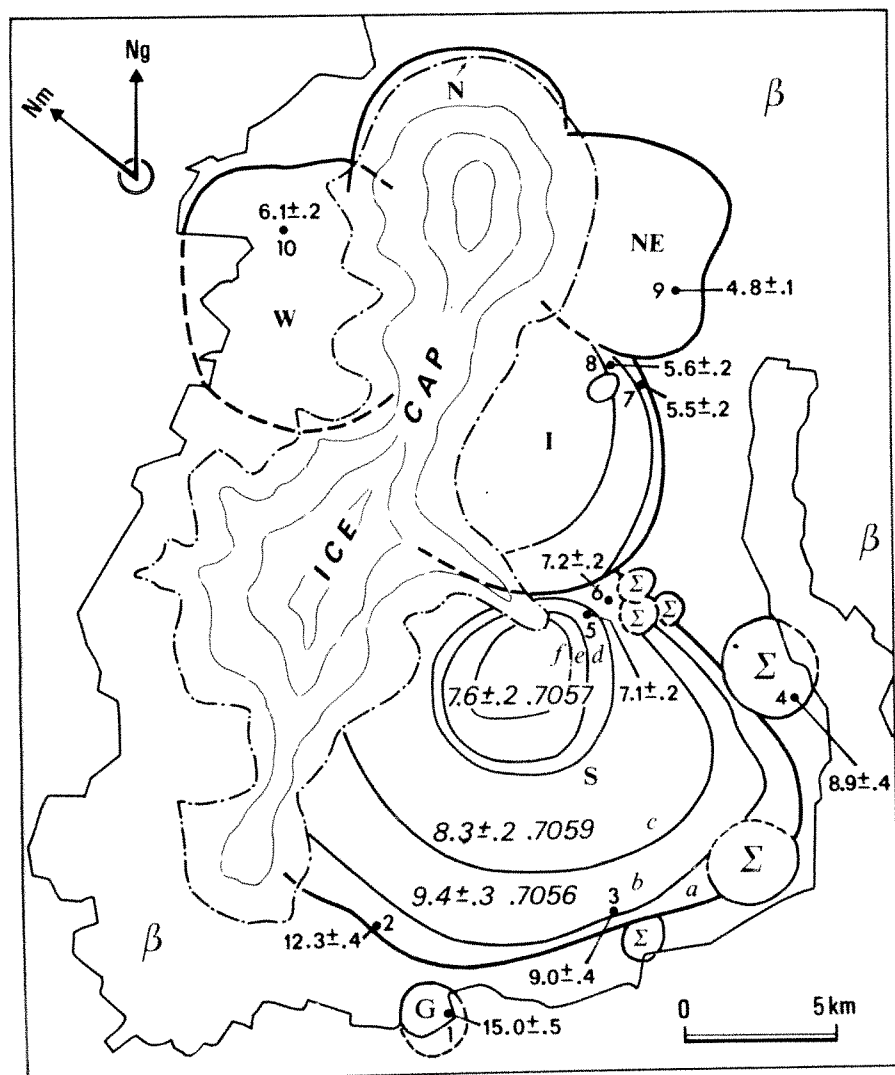 Ng
Nm
N
β
6.1±.2
10
NE
W
9
4.8±.1
CAP
8
5.6±.2
7
5.5±.2
I
ICE
7.2±.2
6
Σ
β
Σ
Σ
5
f e d
Σ
7.6±.2 .7057
7.1±.2
4
S
8.9±.4
8.3±.2 .7059
c
Σ
9.4±.3 .7056
b
a
3
2
12.3±.4
Σ
β
9.0±.4
G
15.0±.5
0
5km